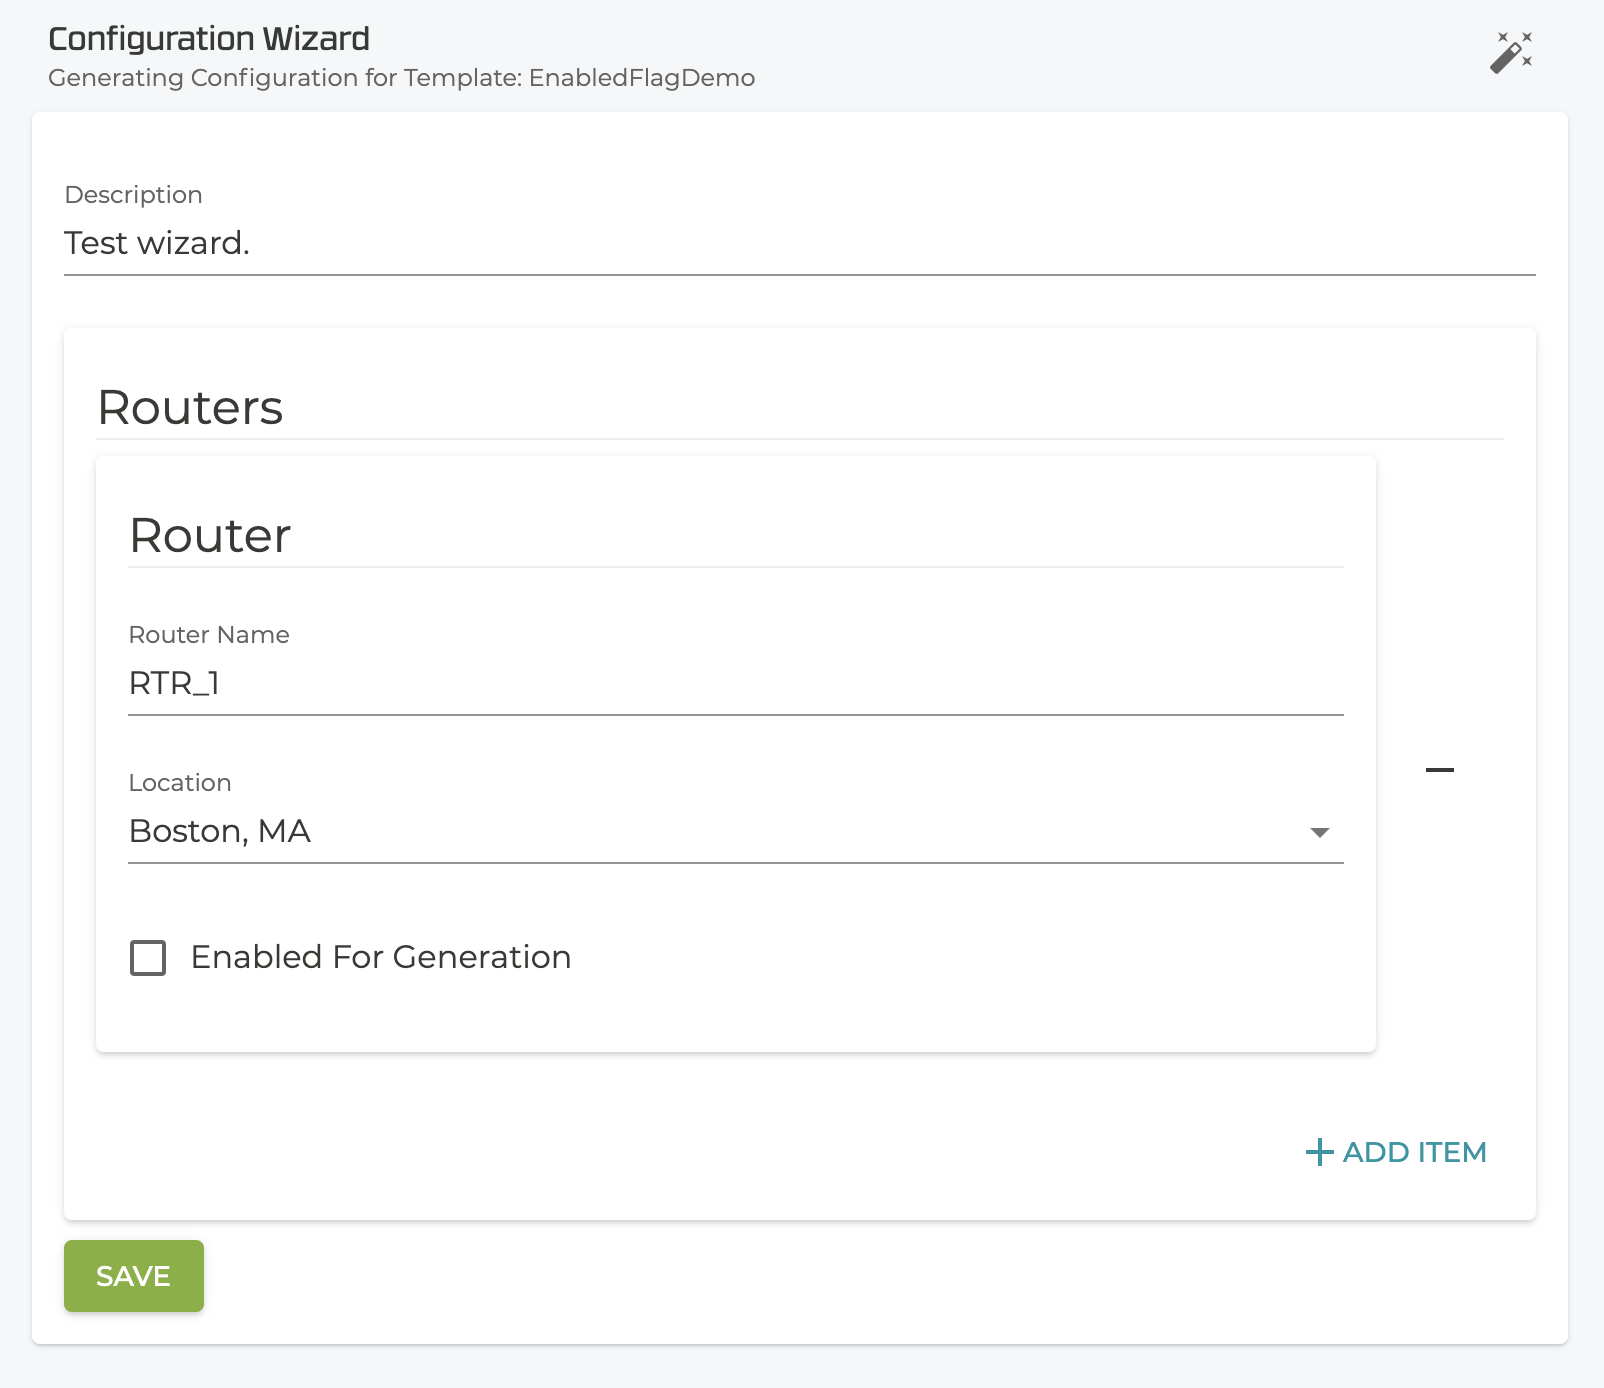 Configuration Wizard
Generating Configuration for Template: EnabledFlagDemo
Description
Test wizard.
Routers
Router
Router Name
RTR_1
Location
Boston, MA
Enabled For Generation
ADD ITEM
SAVE